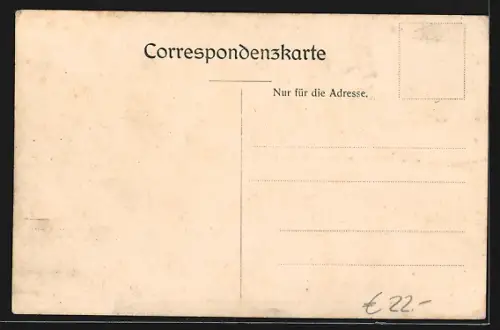 Correspondenzkarte
Nur für die Adresse.
€ 22.-